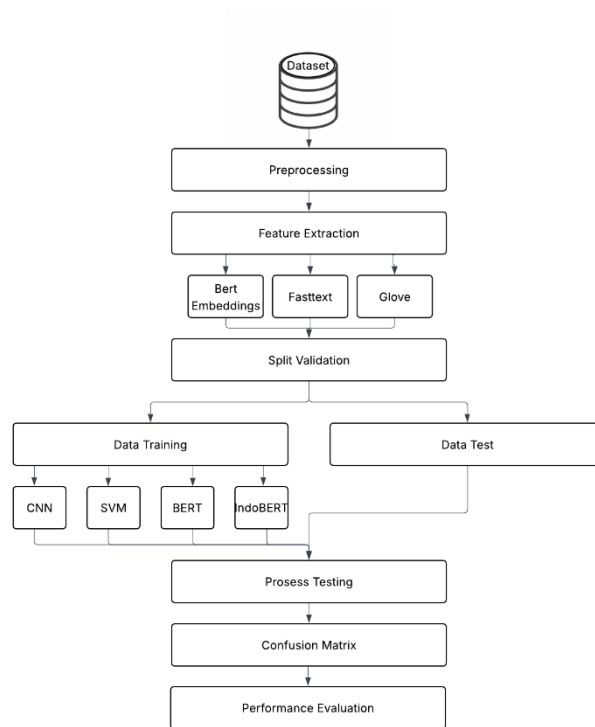 Dataset
Preprocessing
Feature Extraction
Bert
Embeddings
Fasttext
Glove
Split Validation
Data Training
Data Test
CNN
SVM
BERT
IndoBERT
Prosess Testing
Confusion Matrix
Performance Evaluation